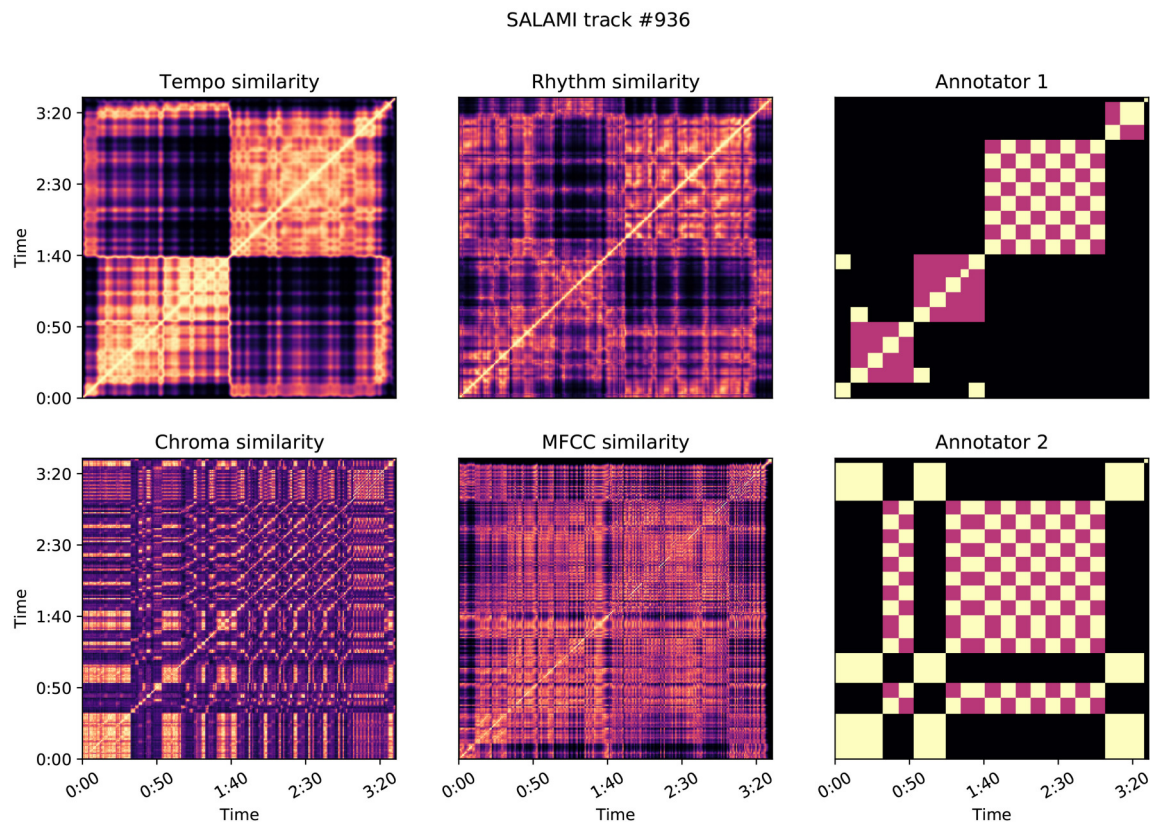 SALAMI track #936
Tempo similarity
Rhythm similarity
Annotator 1
3:20
2:30
1:40
0:50
0:00
Time
Chroma similarity
MFCC similarity
Annotator 2
3:20
2:30
1:40
0:50
0:00
Time
0:00 0:50 1:40 2:30 3:20
Time
0:00 0:50 1:40 2:30 3:20
Time
0:00 0:50 1:40 2:30 3:20
Time